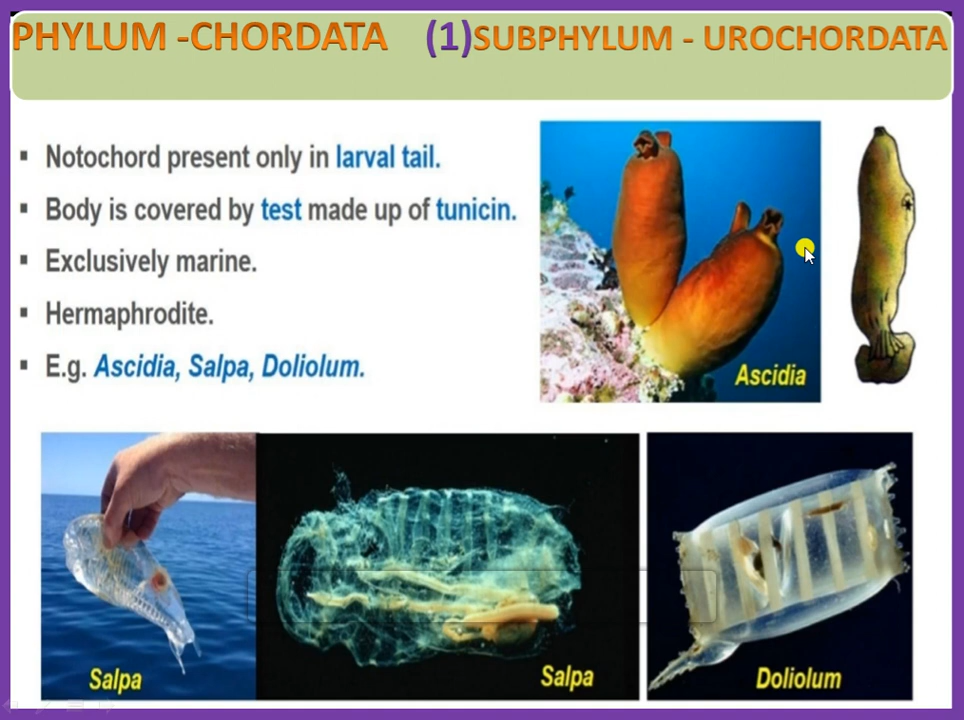 PHYLUM -CHORDATA (1)SUBPHYLUM - UROCHORDATA
Notochord present only in larval tail.
Body is covered by test made up of tunicin.
Exclusively marine.
Hermaphrodite.
E.g. Ascidia, Salpa, Doliolum.
Ascidia
Salpa
Salpa
Doliolum